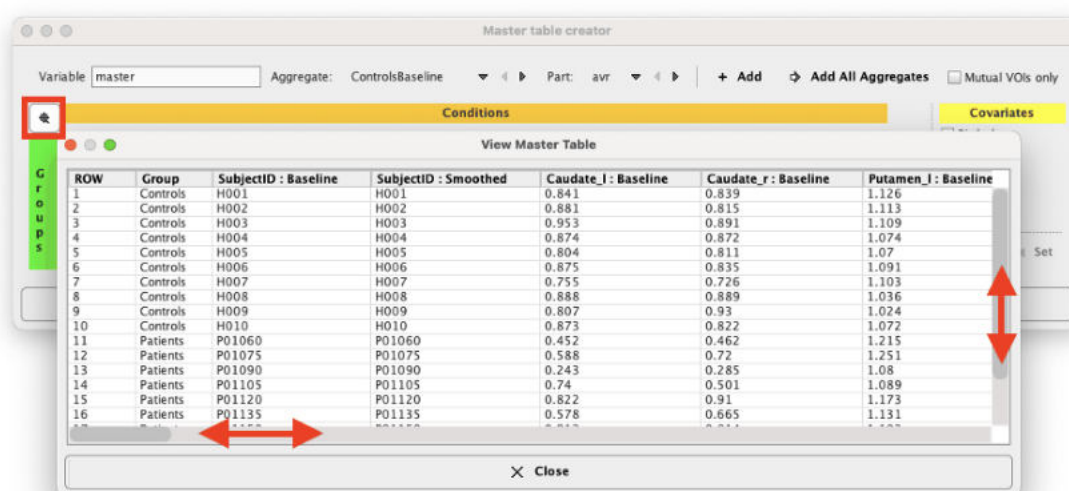 Master table creator
Variable master Aggregate: ControlsBaseline Part: avr + Add Add All Aggregates Mutual VOIs only
Conditions Covariates
Groups
View Master Table
ROW Group SubjectID : Baseline SubjectID : Smoothed Caudate_l : Baseline Caudate_r : Baseline Putamen_l : Baseline
1 Controls H001 H001 0.841 0.839 1.126
2 Controls H002 H002 0.881 0.815 1.113
3 Controls H003 H003 0.953 0.891 1.109
4 Controls H004 H004 0.874 0.872 1.074
5 Controls H005 H005 0.804 0.811 1.07
6 Controls H006 H006 0.875 0.835 1.091
7 Controls H007 H007 0.755 0.726 1.103
8 Controls H008 H008 0.888 0.889 1.036
9 Controls H009 H009 0.807 0.93 1.024
10 Controls H010 H010 0.873 0.822 1.072
11 Patients P01060 P01060 0.452 0.462 1.215
12 Patients P01075 P01075 0.588 0.72 1.251
13 Patients P01090 P01090 0.243 0.285 1.08
14 Patients P01105 P01105 0.74 0.501 1.089
15 Patients P01120 P01120 0.822 0.91 1.173
16 Patients P01135 P01135 0.578 0.665 1.131
Set
Close